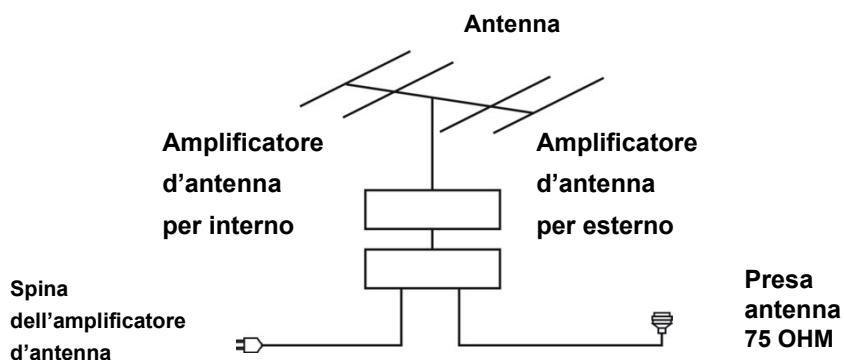 Antenna
Amplificatore
d’antenna
per interno
Amplificatore
d’antenna
per esterno
Spina
dell’amplificatore
d’antenna
Presa
antenna
75 OHM